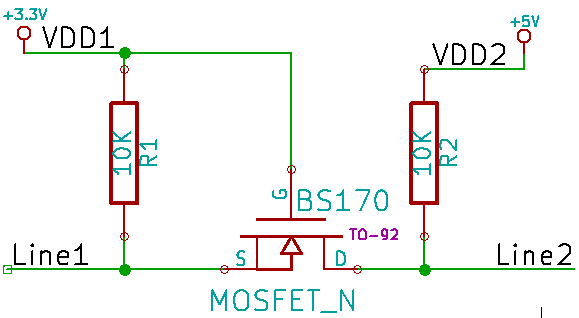 +3.3V
+5V
VDD1
VDD2
10K
R1
10K
R2
G
BS170
TO-92
Line1
S
D
Line2
MOSFET_N